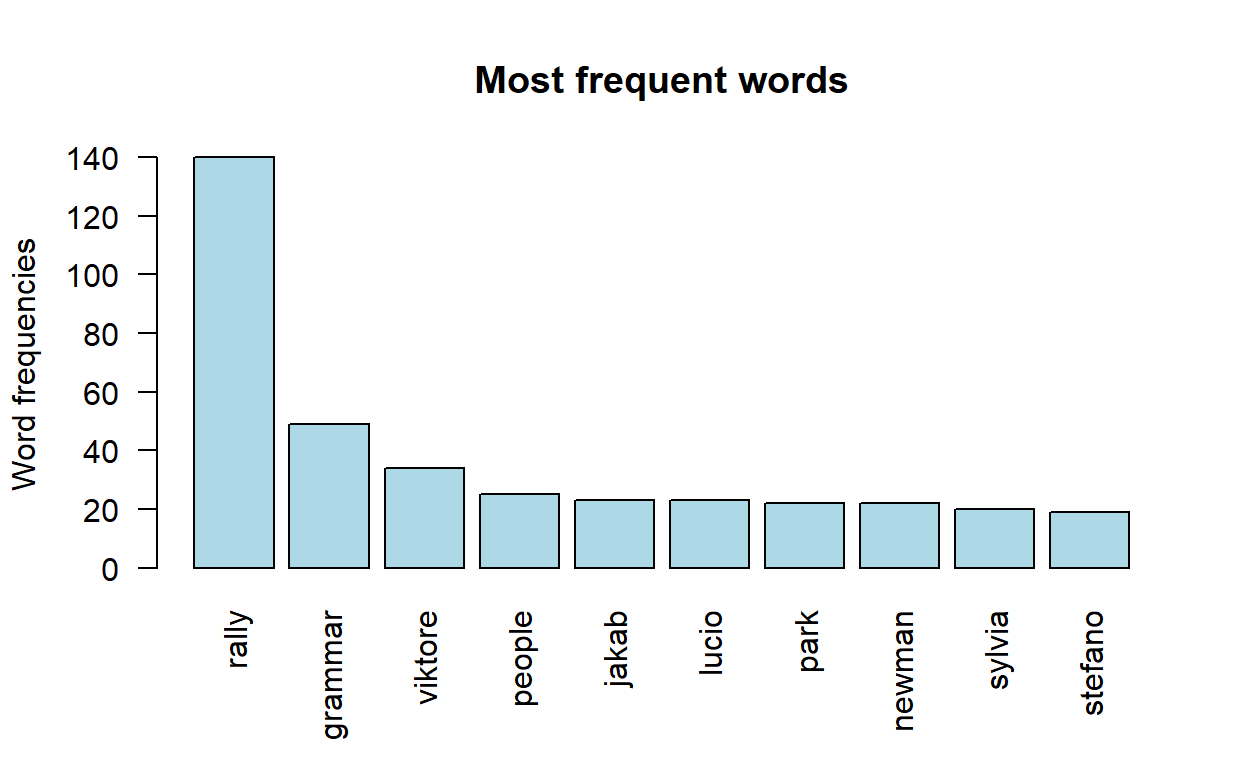 Most frequent words
Word frequencies
140
120
100
80
60
40
20
0
rally
grammar
viktore
people
jakab
lucio
park
newman
sylvia
stefano